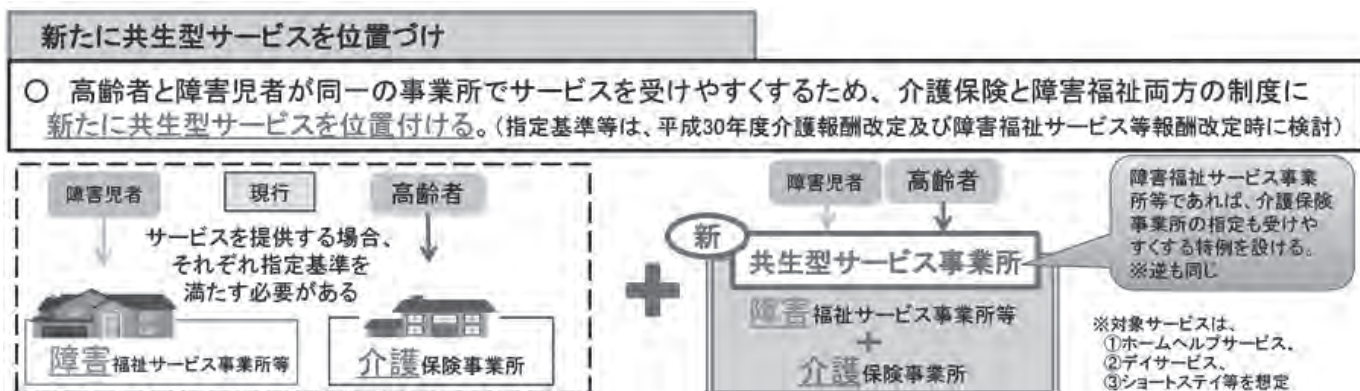 新たに共生型サービスを位置づけ
○ 高齢者と障害児者が同一の事業所でサービスを受けやすくするため、介護保険と障害福祉両方の制度に
新たに共生型サービスを位置付ける。(指定基準等は、平成30年度介護報酬改定及び障害福祉サービス等報酬改定時に検討)
障害児者
現行
高齢者
サービスを提供する場合、
それぞれ指定基準を
満たす必要がある
障害福祉サービス事業所等
介護保険事業所
+
障害児者
高齢者
新
共生型サービス事業所
障害福祉サービス事業所等
+
介護保険事業所
障害福祉サービス事業
所等であれば、介護保険
事業所の指定も受けや
すくする特例を設ける。
※逆も同じ
※対象サービスは、
①ホームヘルプサービス、
②デイサービス、
③ショートステイ等を想定